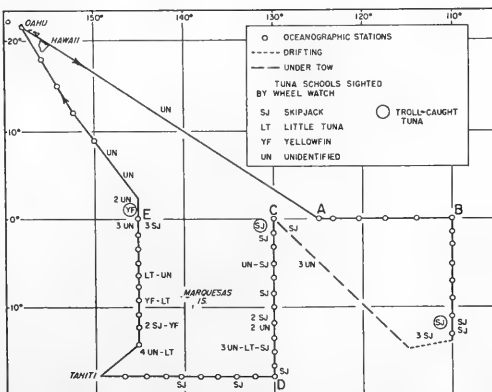 150° 140° 130° 120° 110°
OAHU
20°
HAWAII
OCEANOGRAPHIC STATIONS
DRIFTING
UNDER TOW
TUNA SCHOOLS SIGHTED
BY WHEEL WATCH
SJ SKIPJACK
LT LITTLE TUNA
YF YELLOWFIN
UN UNIDENTIFIED
TROLL-CAUGHT
TUNA
UN
UN
10°
UN
UN
2 UN
YF
0°
E
3 UN
3 SJ
C
SJ
SJ
SJ
A
B
UN-SJ
3 UN
LT-UN
MARQUESAS
IS.
YF-LT
SJ
10°
2 SJ-YF
2 SJ
2 UN
SJ
SJ
SJ
3 SJ
4 UN-LT
3 UN-LT-SJ
TAHITI
SJ
SJ
SJ
D